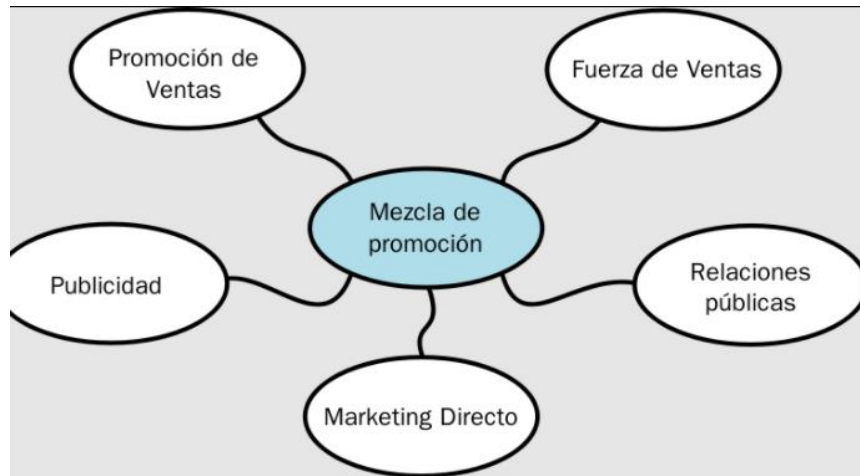 Promoción de
Ventas
Fuerza de Ventas
Mezcla de
promoción
Publicidad
Relaciones
públicas
Marketing Directo